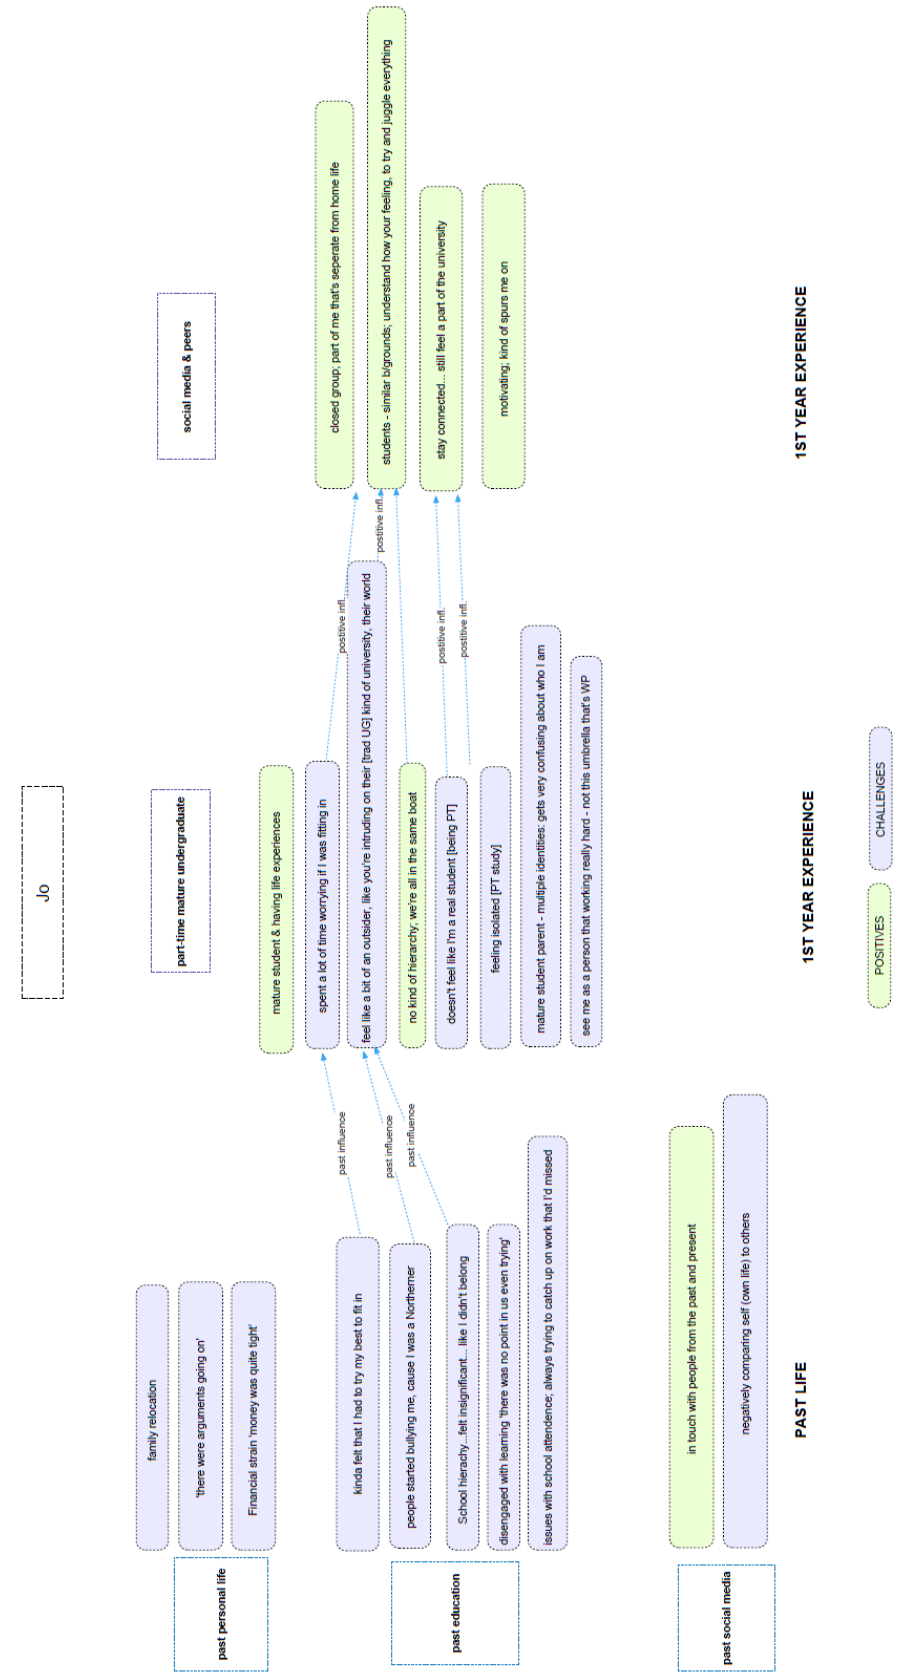 Jo
past personal life
family relocation
'there were arguments going on'
Financial strain 'money was quite tight'
past education
kinda felt that I had to try my best to fit in
people started bullying me, cause I was a Northerner
School hierachy...felt insignificant... like I didn't belong
disengaged with learning 'there was no point in us even trying'
issues with school attendence; always trying to catch up on work that I'd missed
past social media
in touch with people from the past and present
negatively comparing self (own life) to others
PAST LIFE
past influence
past influence
past influence
part-time mature undergraduate
mature student & having life experiences
spent a lot of time worrying if I was fitting in
feel like a bit of an outsider, like you're intruding on their [trad UG] kind of university, their world
no kind of hierarchy; we're all in the same boat
doesn't feel like I'm a real student [being PT]
feeling isolated [PT study]
mature student parent - multiple identities: gets very confusing about who I am
see me as a person that working really hard - not this umbrella that's WP
1ST YEAR EXPERIENCE
postitive infl.
postitive infl.
postitive infl.
postitive infl.
social media & peers
closed group; part of me that's seperate from home life
students - similar b/grounds; understand how your feeling, to try and juggle everything
stay connected... still feel a part of the university
motivating; kind of spurs me on
1ST YEAR EXPERIENCE
POSITIVES
CHALLENGES